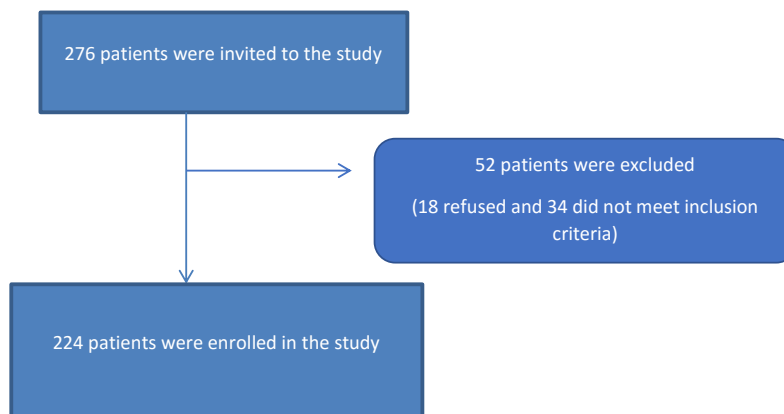 276 patients were invited to the study
52 patients were excluded
(18 refused and 34 did not meet inclusion
criteria)
224 patients were enrolled in the study